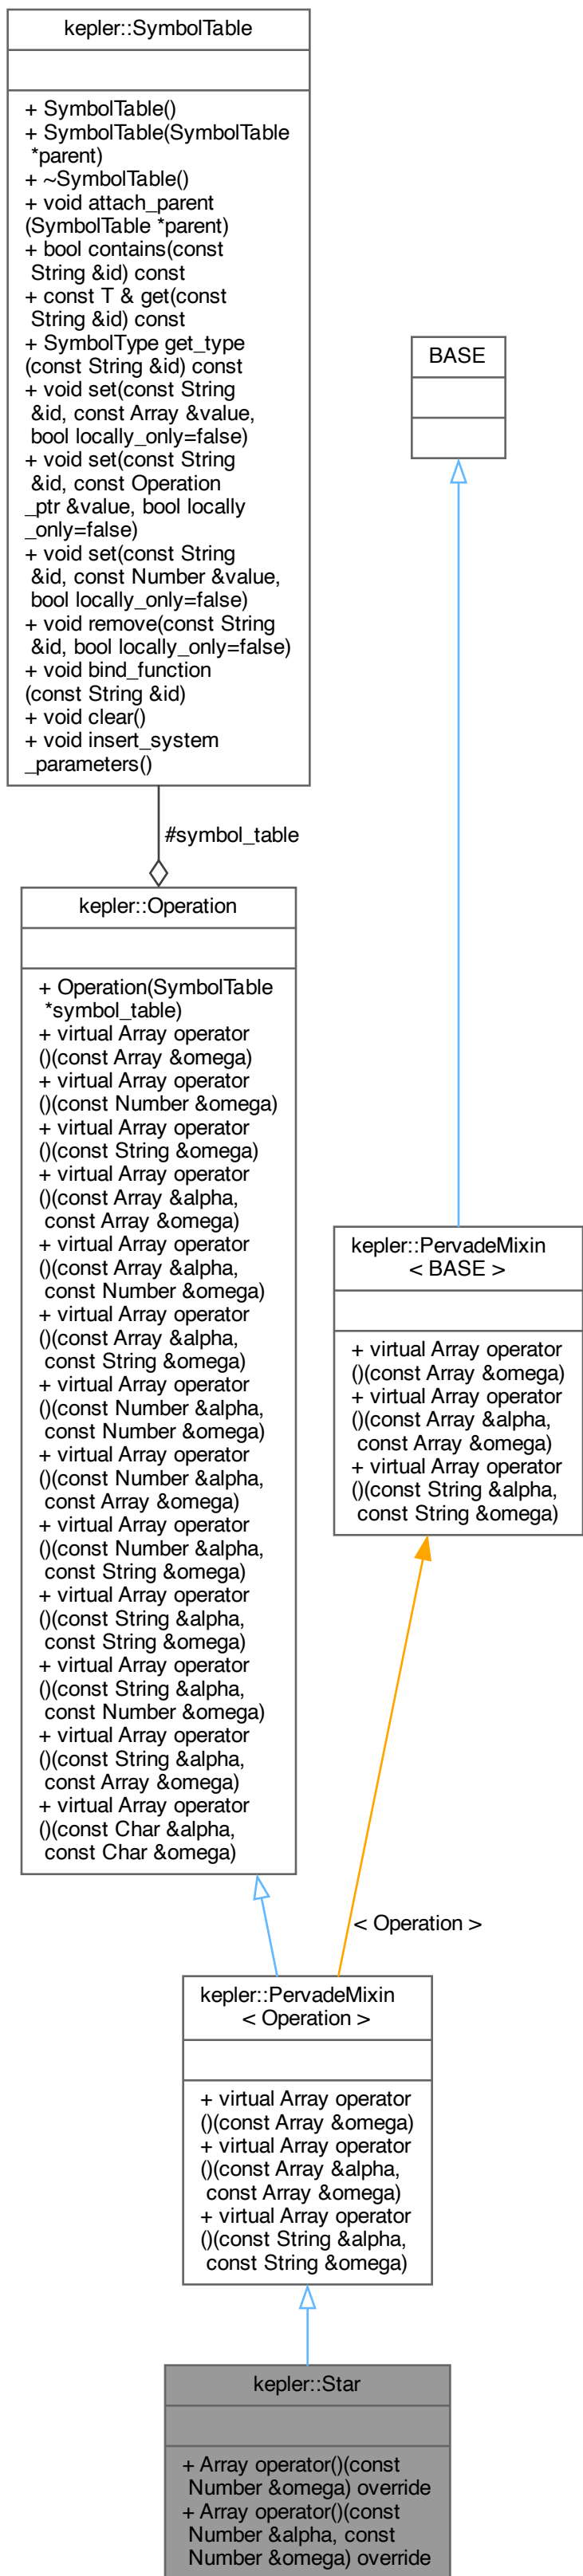 kepler::SymbolTable
+ SymbolTable()
+ SymbolTable(SymbolTable
*parent)
+ ~SymbolTable()
+ void attach_parent
(SymbolTable *parent)
+ bool contains(const
String &id) const
+ const T & get(const
String &id) const
+ SymbolType get_type
(const String &id) const
+ void set(const String
&id, const Array &value,
bool locally_only=false)
+ void set(const String
&id, const Operation
_ptr &value, bool locally
_only=false)
+ void set(const String
&id, const Number &value,
bool locally_only=false)
+ void remove(const String
&id, bool locally_only=false)
+ void bind_function
(const String &id)
+ void clear()
+ void insert_system
_parameters()
BASE
#symbol_table
kepler::Operation
+ Operation(SymbolTable
*symbol_table)
+ virtual Array operator
()(const Array &omega)
+ virtual Array operator
()(const Number &omega)
+ virtual Array operator
()(const String &omega)
+ virtual Array operator
()(const Array &alpha,
const Array &omega)
+ virtual Array operator
()(const Array &alpha,
const Number &omega)
+ virtual Array operator
()(const Array &alpha,
const String &omega)
+ virtual Array operator
()(const Number &alpha,
const Number &omega)
+ virtual Array operator
()(const Number &alpha,
const Array &omega)
+ virtual Array operator
()(const Number &alpha,
const String &omega)
+ virtual Array operator
()(const String &alpha,
const String &omega)
+ virtual Array operator
()(const String &alpha,
const Number &omega)
+ virtual Array operator
()(const String &alpha,
const Array &omega)
+ virtual Array operator
()(const Char &alpha,
const Char &omega)
kepler::PervadeMixin
< BASE >
+ virtual Array operator
()(const Array &omega)
+ virtual Array operator
()(const Array &alpha,
const Array &omega)
+ virtual Array operator
()(const String &alpha,
const String &omega)
< Operation >
kepler::PervadeMixin
< Operation >
+ virtual Array operator
()(const Array &omega)
+ virtual Array operator
()(const Array &alpha,
const Array &omega)
+ virtual Array operator
()(const String &alpha,
const String &omega)
kepler::Star
+ Array operator()(const
Number &omega) override
+ Array operator()(const
Number &alpha, const
Number &omega) override